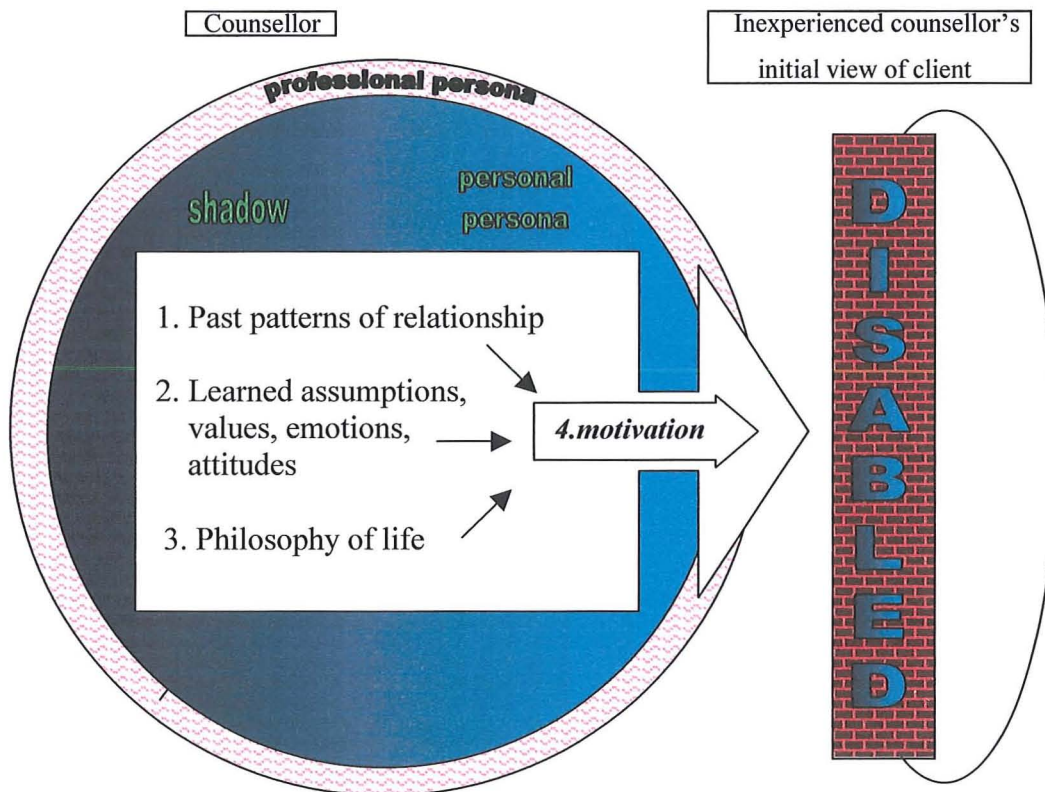 Counsellor
Inexperienced counsellor's
initial view of client
professional persona
shadow
personal
persona
1. Past patterns of relationship
2. Learned assumptions,
values, emotions,
attitudes
3. Philosophy of life
4.motivation
DISABLED